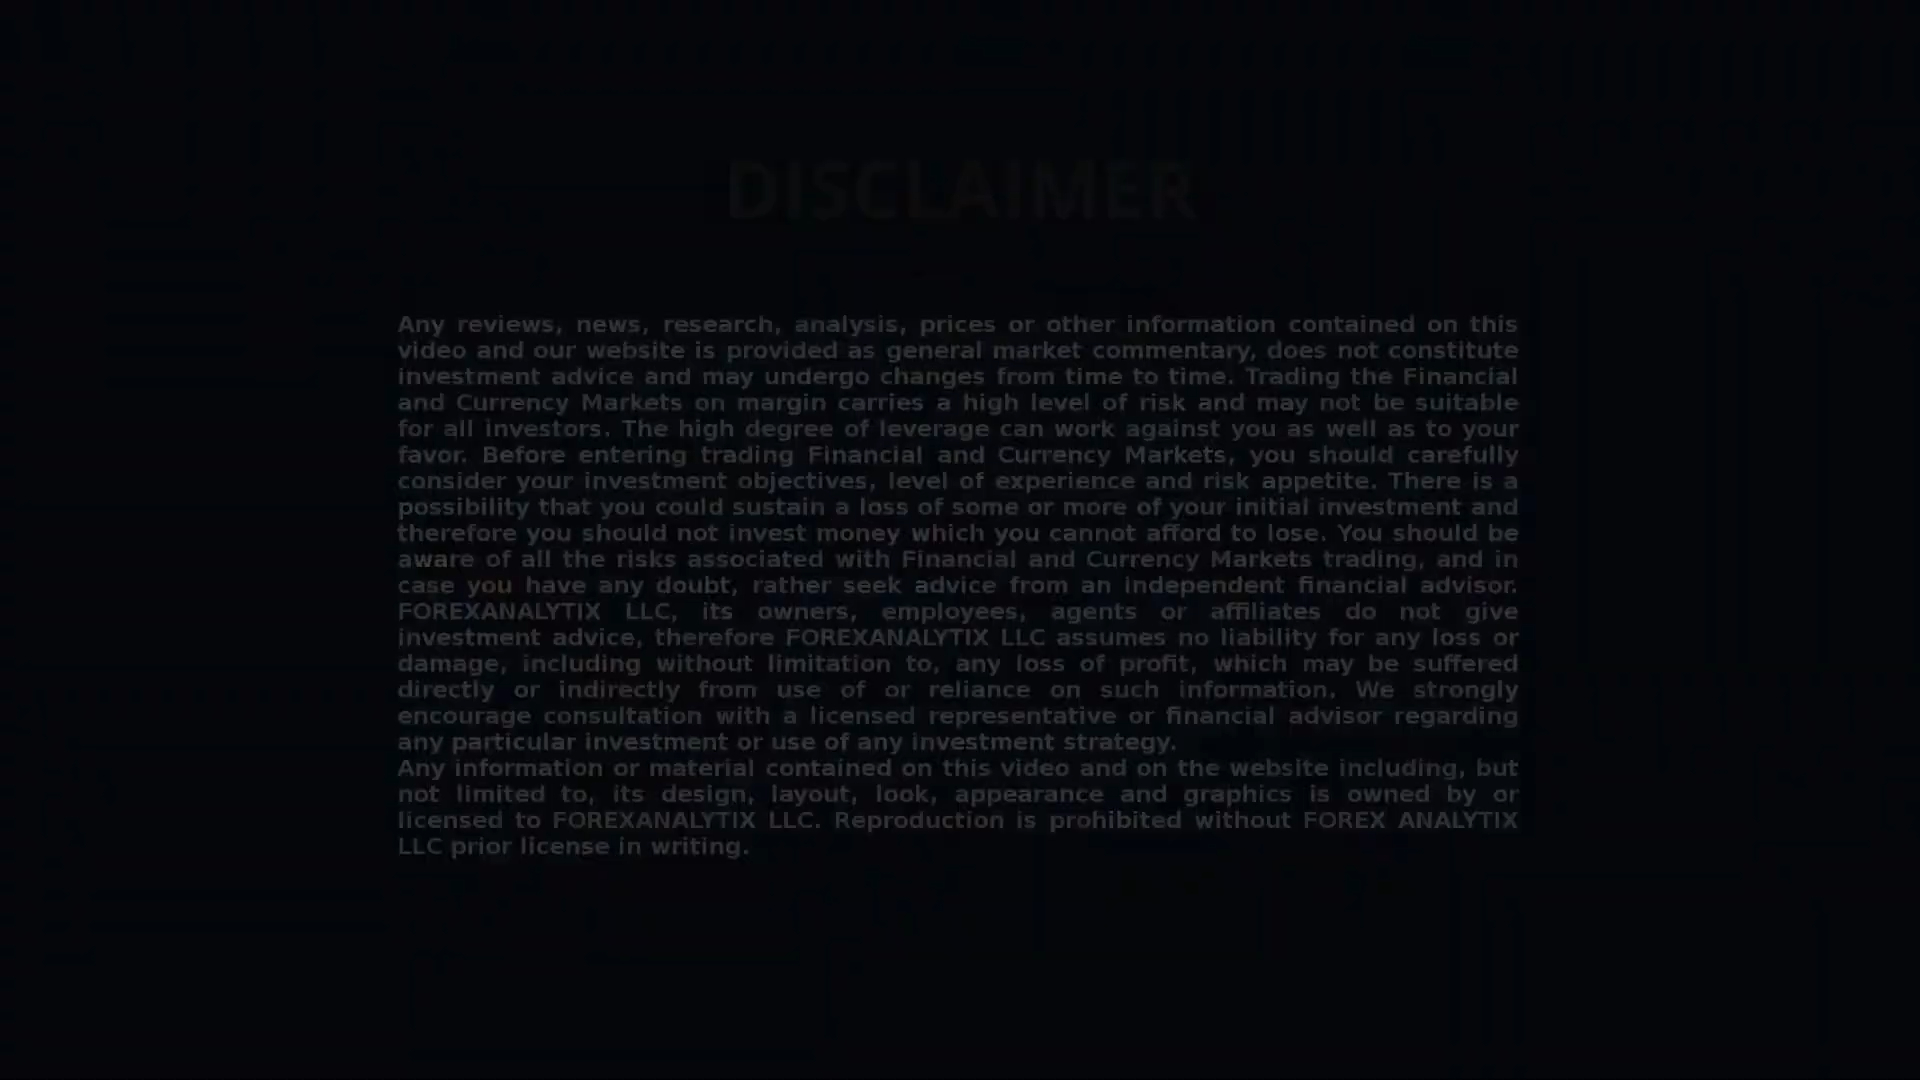 DISCLAIMER
Any reviews, news, research, analysis, prices or other information contained on this
video and our website is provided as general market commentary, does not constitute
investment advice and may undergo changes from time to time. Trading the Financial
and Currency Markets on margin carries a high level of risk and may not be suitable
for all investors. The high degree of leverage can work against you as well as to your
favor. Before entering trading Financial and Currency Markets, you should carefully
consider your investment objectives, level of experience and risk appetite. There is a
possibility that you could sustain a loss of some or more of your initial investment and
therefore you should not invest money which you cannot afford to lose. You should be
aware of all the risks associated with Financial and Currency Markets trading, and in
case you have any doubt, rather seek advice from an independent financial advisor.
FOREXANALYTIX LLC, its owners, employees, agents or affiliates do not give
investment advice, therefore FOREXANALYTIX LLC assumes no liability for any loss or
damage, including without limitation to, any loss of profit, which may be suffered
directly or indirectly from use of or reliance on such information. We strongly
encourage consultation with a licensed representative or financial advisor regarding
any particular investment or use of any investment strategy.
Any information or material contained on this video and on the website including, but
not limited to, its design, layout, look, appearance and graphics is owned by or
licensed to FOREXANALYTIX LLC. Reproduction is prohibited without FOREX ANALYTIX
LLC prior license in writing.